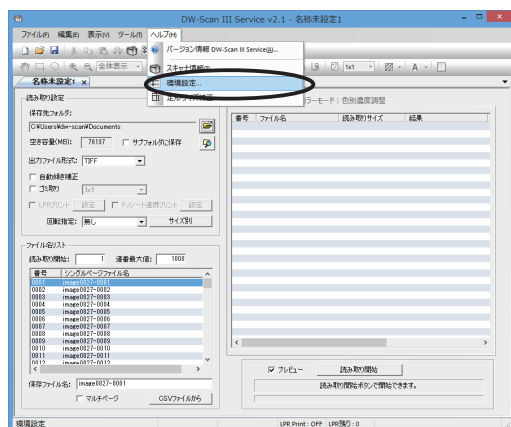 DW-Scan III Service v2.1 - 名称未設定1
ファイル(F) 編集(E) 表示(V) ツール(T) ヘルプ(H)
バージョン情報 DW-Scan III Service(A)...
全体表示
スキャナ情報の
1x1
A
名称未設定1 x
環境設定...
読み取り設定
ラーモード 色別濃度調整
保存先フォルダ:
番号 ファイル名 読み取りサイズ 結果
C:¥Users¥dw-scan¥Documents
空き容量(MB): 78137 サブフォルダに保存
出力ファイル形式: TIFF
自動傾き補正
ゴミ取り 1x1
LPRプリント 設定 PJシート連携プリント 設定
回転指定: 無し サイズ別
ファイル名リスト
読み取り開始: 1 連番最大値: 1000
番号 シングルページファイル名
0001 image0827-0001
0002 image0827-0002
0003 image0827-0003
0004 image0827-0004
0005 image0827-0005
0006 image0827-0006
0007 image0827-0007
0008 image0827-0008
0009 image0827-0009
0010 image0827-0010
0011 image0827-0011
0012 image0827-0012
プレビュー 読み取り開始
保存ファイル名: image0827-0001
読み取り開始ボタンで開始できます。
マルチページ CSVファイルから
環境設定 LPR Print : OFF LPR残り : 0